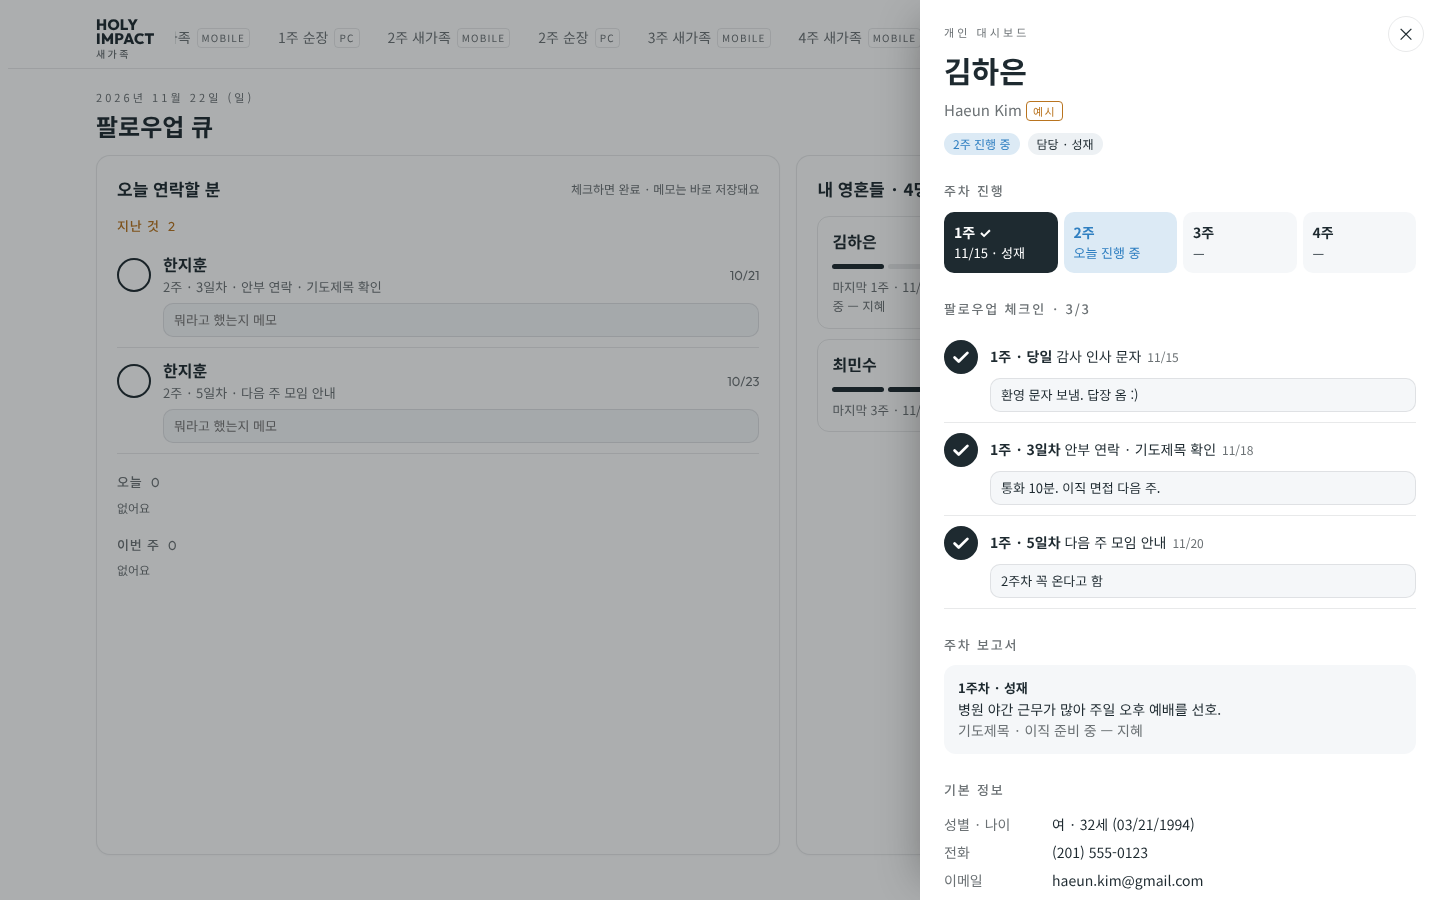 HOLY
IMPACT
새가족
가족 MOBILE 1주 순장 PC 2주 새가족 MOBILE 2주 순장 PC 3주 새가족 MOBILE 4주 새가족 MOBILE
2026년 11월 22일 (일)
팔로우업 큐
오늘 연락할 분
체크하면 완료 · 메모는 바로 저장돼요
지난 것 2
한지훈
2주 · 3일차 · 안부 연락 · 기도제목 확인
10/21
뭐라고 했는지 메모
한지훈
2주 · 5일차 · 다음 주 모임 안내
10/23
뭐라고 했는지 메모
오늘 0
없어요
이번 주 0
없어요
내 영혼들 · 4명
김하은
마지막 1주 · 11/
중 — 지혜
최민수
마지막 3주 · 11/
개인 대시보드
김하은
Haeun Kim 예시
2주 진행 중 담당 · 성재
주차 진행
1주 ✓
11/15 · 성재
2주
오늘 진행 중
3주
—
4주
—
팔로우업 체크인 · 3/3
1주 · 당일 감사 인사 문자 11/15
환영 문자 보냄. 답장 옴 :)
1주 · 3일차 안부 연락 · 기도제목 확인 11/18
통화 10분. 이직 면접 다음 주.
1주 · 5일차 다음 주 모임 안내 11/20
2주차 꼭 온다고 함
주차 보고서
1주차 · 성재
병원 야간 근무가 많아 주일 오후 예배를 선호.
기도제목 · 이직 준비 중 — 지혜
기본 정보
성별 · 나이 여 · 32세 (03/21/1994)
전화 (201) 555-0123
이메일 haeun.kim@gmail.com